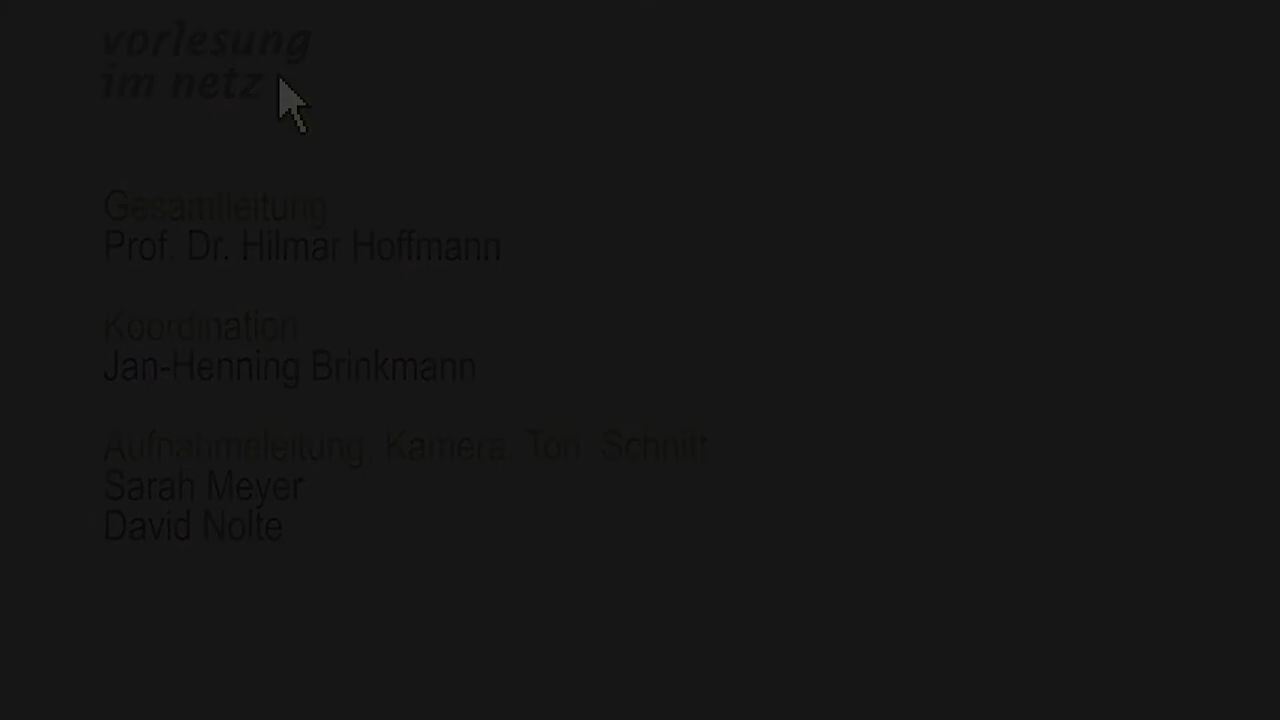 vorlesung
im netz
Gesamtleitung
Prof. Dr. Hilmar Hoffmann
Koordination
Jan-Henning Brinkmann
Aufnahmeleitung, Kamera, Ton, Schnitt
Sarah Meyer
David Nolte